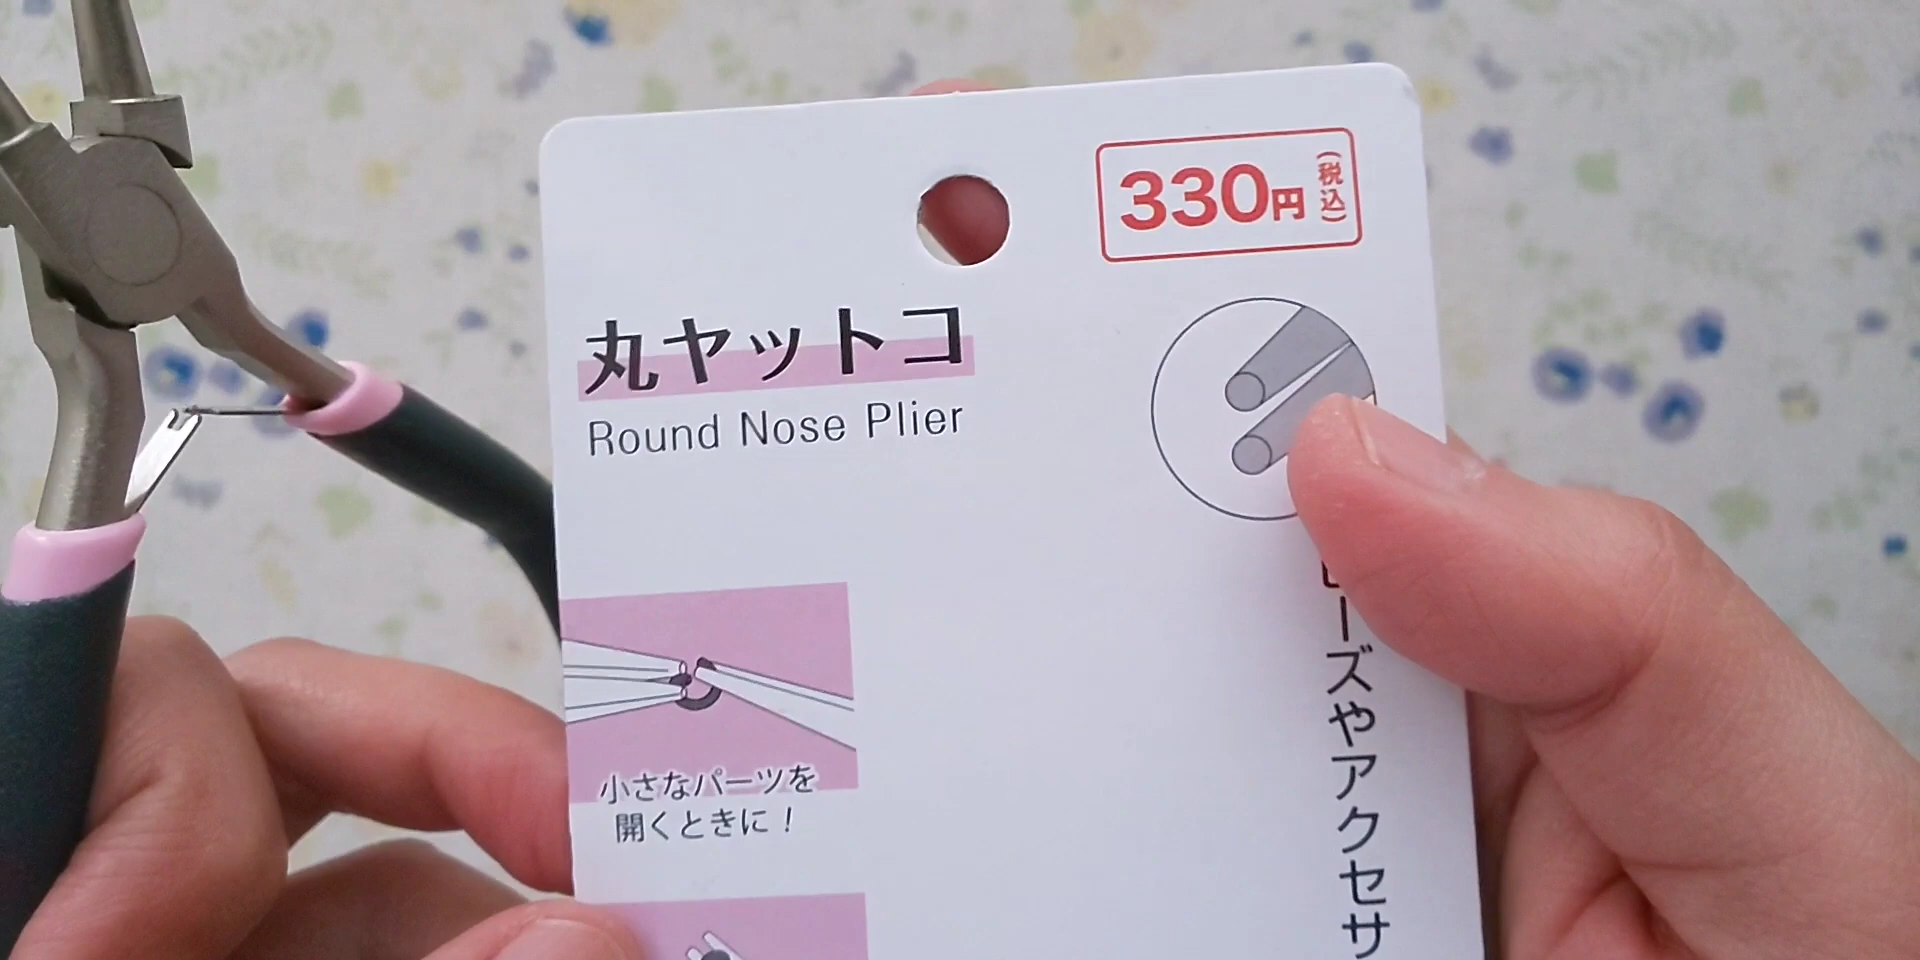 330円(税込)
丸ヤットコ
Round Nose Plier
小さなパーツを
開くときに!
ーズやアクセサ